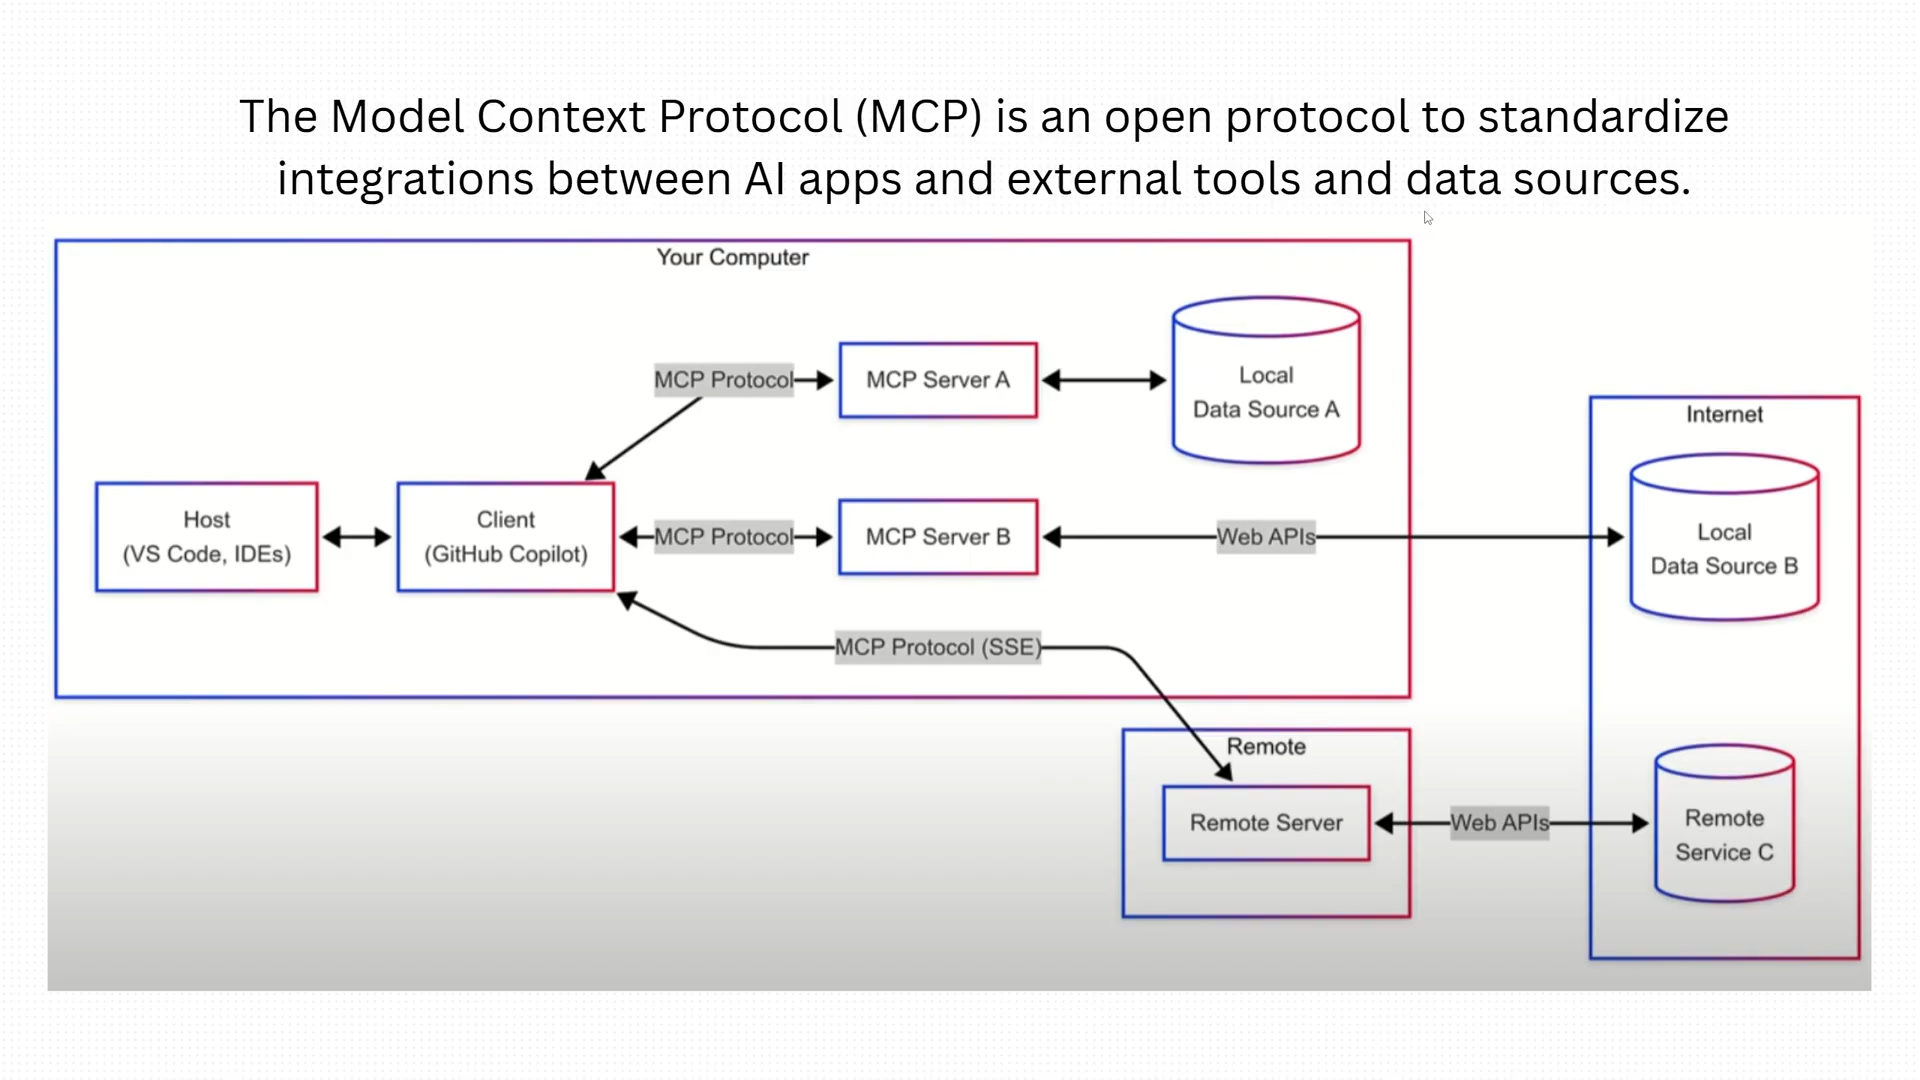 The Model Context Protocol (MCP) is an open protocol to standardize
integrations between AI apps and external tools and data sources.
Your Computer
MCP Protocol
MCP Server A
Local
Data Source A
Host
(VS Code, IDEs)
Client
(GitHub Copilot)
MCP Protocol
MCP Server B
Web APIs
Internet
Local
Data Source B
MCP Protocol (SSE)
Remote
Remote Server
Web APIs
Remote
Service C